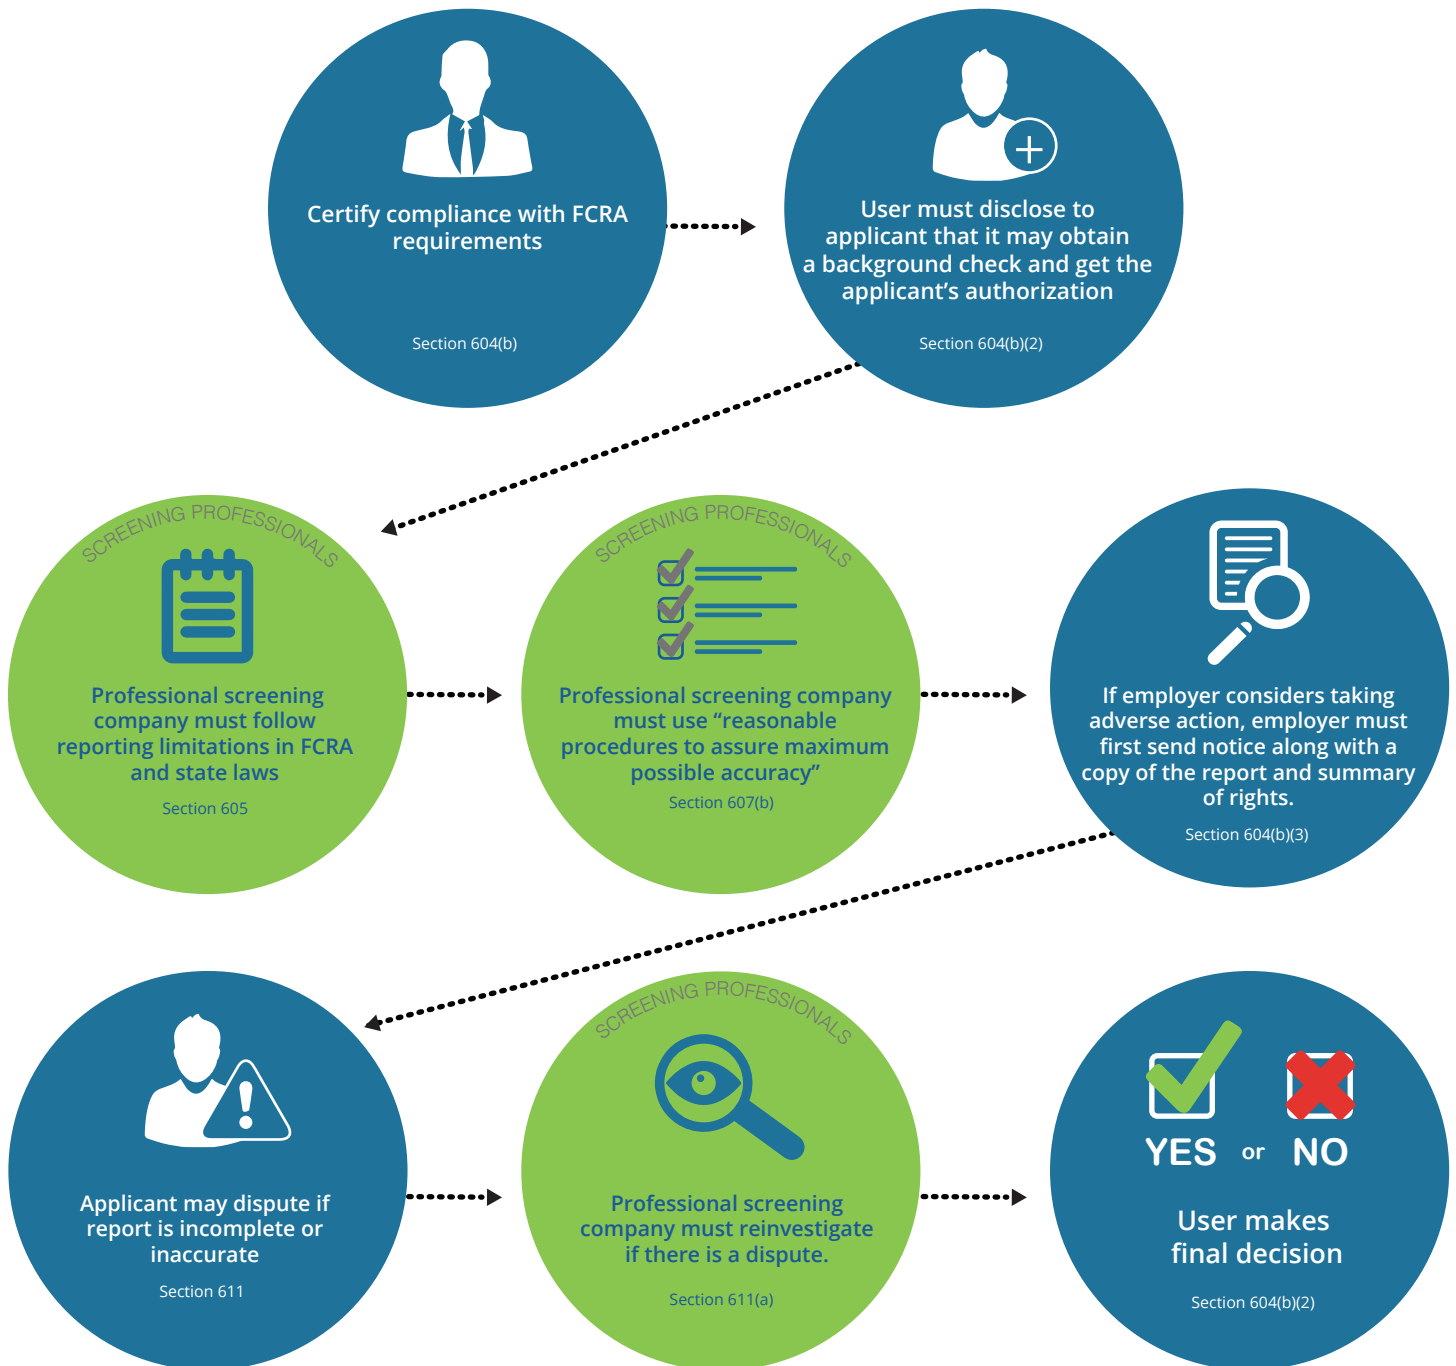 Certify compliance with FCRA
requirements
Section 604(b)
User must disclose to
applicant that it may obtain
a background check and get the
applicant’s authorization
Section 604(b)(2)
SCREENING PROFESSIONALS
Professional screening
company must follow
reporting limitations in FCRA
and state laws
Section 605
SCREENING PROFESSIONALS
Professional screening company
must use “reasonable
procedures to assure maximum
possible accuracy”
Section 607(b)
If employer considers taking
adverse action, employer must
first send notice along with a
copy of the report and summary
of rights.
Section 604(b)(3)
Applicant may dispute if
report is incomplete or
inaccurate
Section 611
SCREENING PROFESSIONALS
Professional screening
company must reinvestigate
if there is a dispute.
Section 611(a)
YES or NO
User makes
final decision
Section 604(b)(2)